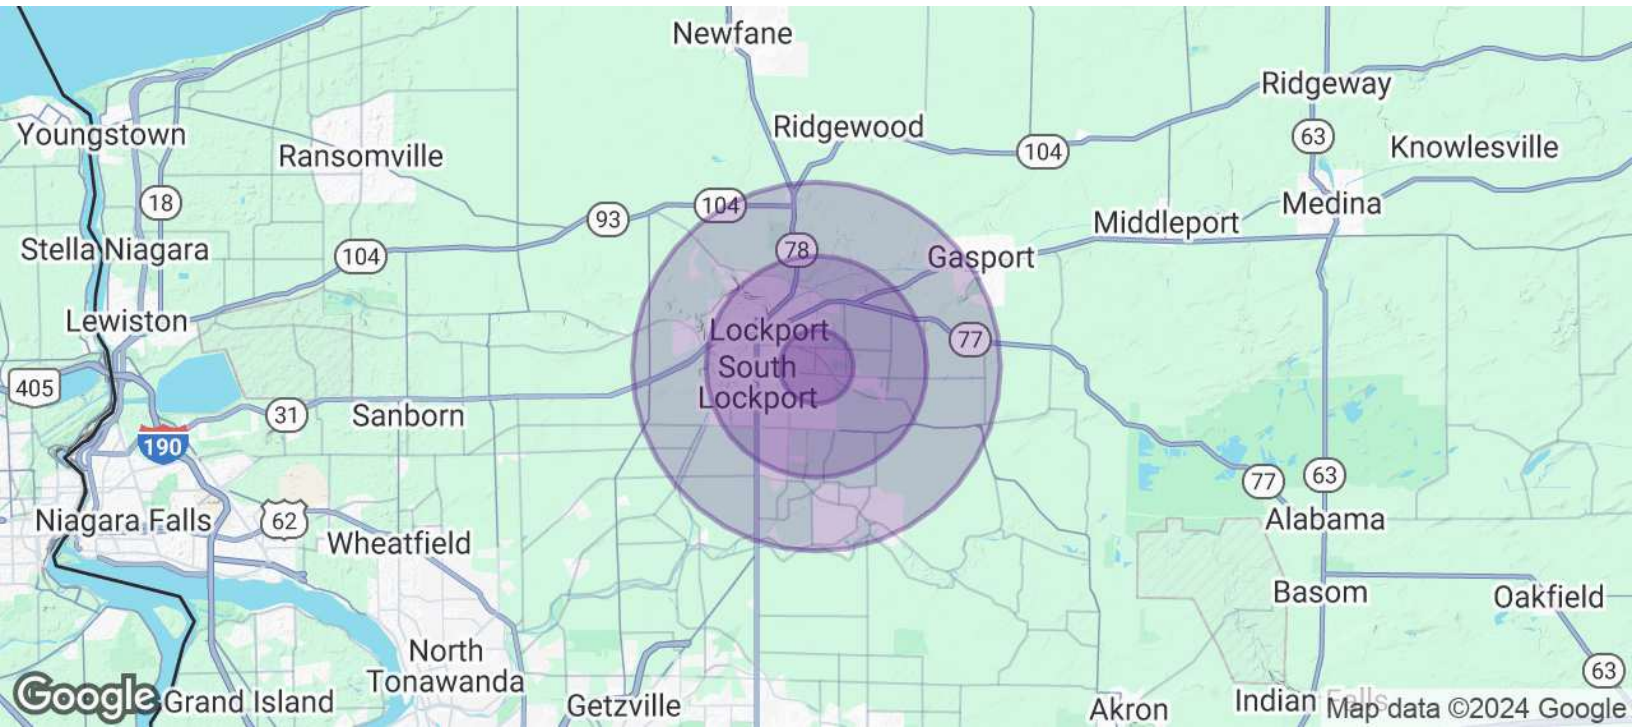 Newfane
Ridgeway
Youngstown
Ridgewood
63
Knowlesville
Ransomville
104
18
104
Medina
93
Middleport
Stella Niagara
78
104
Gasport
Lewiston
Lockport
77
405
South
Lockport
31
Sanborn
190
63
77
Niagara Falls
62
Alabama
Wheatfield
Basom
Oakfield
North
Tonawanda
63
Google
Grand Island
Getzville
Akron
Indian Falls
Map data ©2024 Google